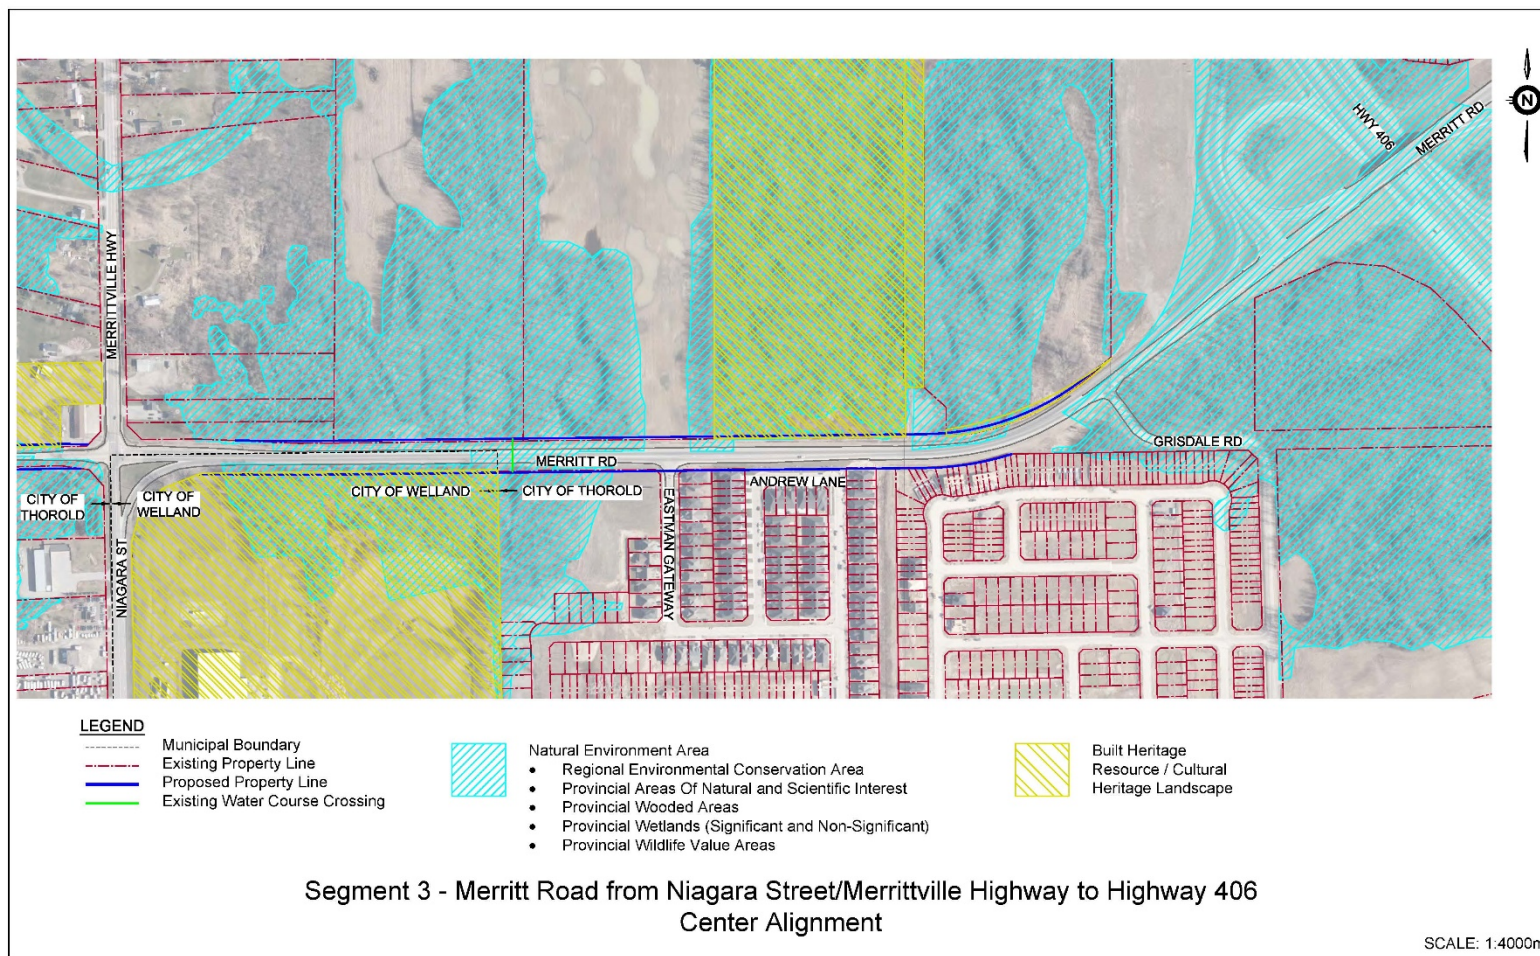 N
HWY 406
MERRITT RD
MERRITTVILLE HWY
GRISDALE RD
MERRITT RD
CITY OF
THOROLD
CITY OF
WELLAND
CITY OF WELLAND
CITY OF THOROLD
ANDREW LANE
EASTMAN GATEWAY
NIAGARA ST
LEGEND
Municipal Boundary
Existing Property Line
Proposed Property Line
Existing Water Course Crossing
Natural Environment Area
• Regional Environmental Conservation Area
• Provincial Areas Of Natural and Scientific Interest
• Provincial Wooded Areas
• Provincial Wetlands (Significant and Non-Significant)
• Provincial Wildlife Value Areas
Built Heritage
Resource / Cultural
Heritage Landscape
Segment 3 - Merritt Road from Niagara Street/Merrittville Highway to Highway 406
Center Alignment
SCALE: 1:4000m